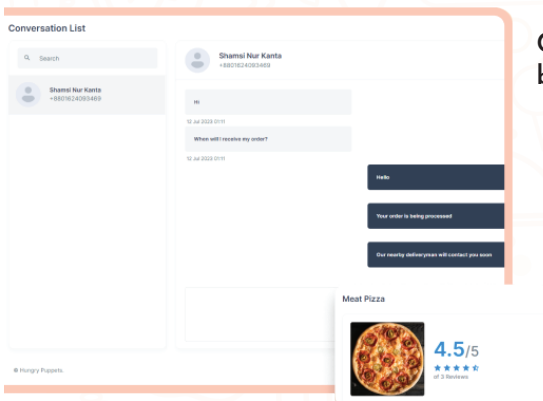 Conversation List
Search
Shamsi Nur Kanta
+8801624093469
Shamsi Nur Kanta
+8801624093469
Hi
12 Jul 2023 01:11
When will I receive my order?
12 Jul 2023 01:11
Hello
Your order is being processed
Our nearby deliveryman will contact you soon
Meat Pizza
4.5/5
of 3 Reviews
Hungry Puppets